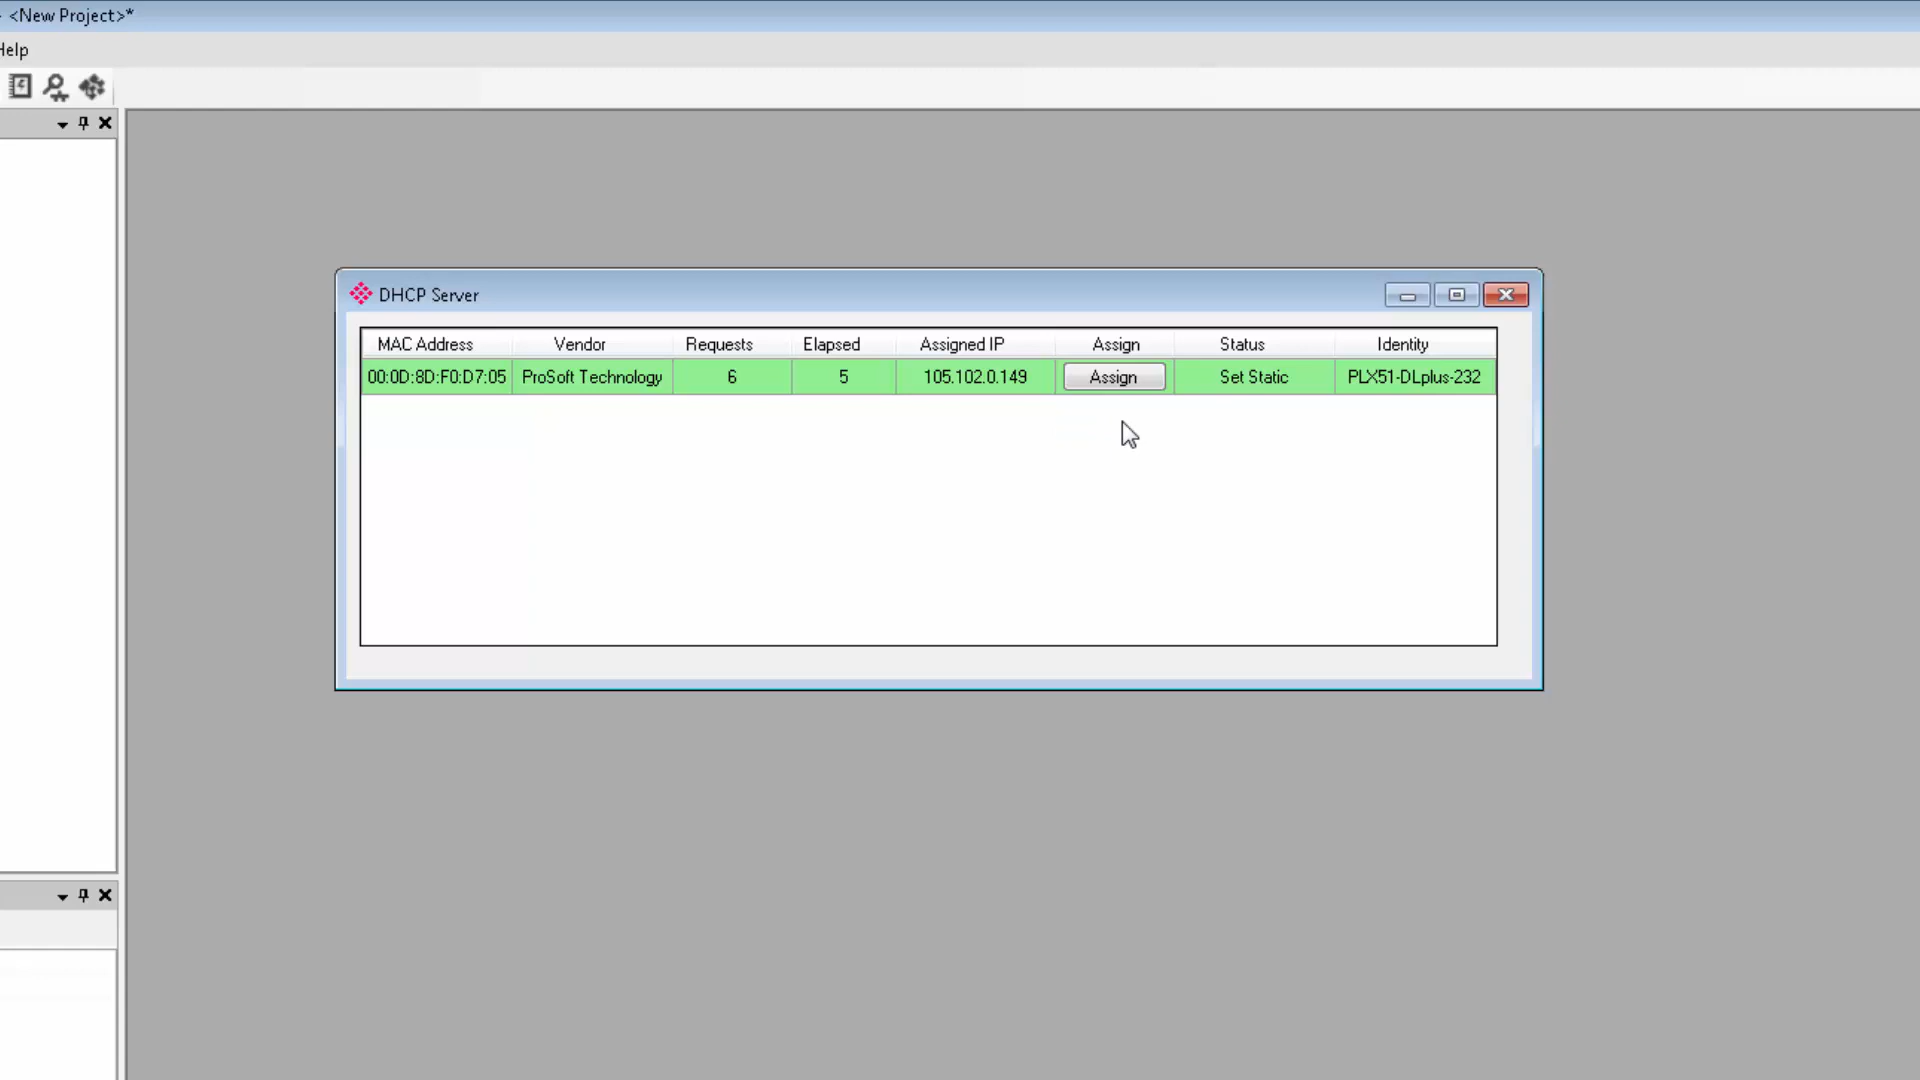 <New Project>*
Help
DHCP Server
MAC Address Vendor Requests Elapsed Assigned IP Assign Status Identity
00:0D:8D:F0:D7:05 ProSoft Technology 6 5 105.102.0.149 Assign Set Static PLX51-DLplus-232